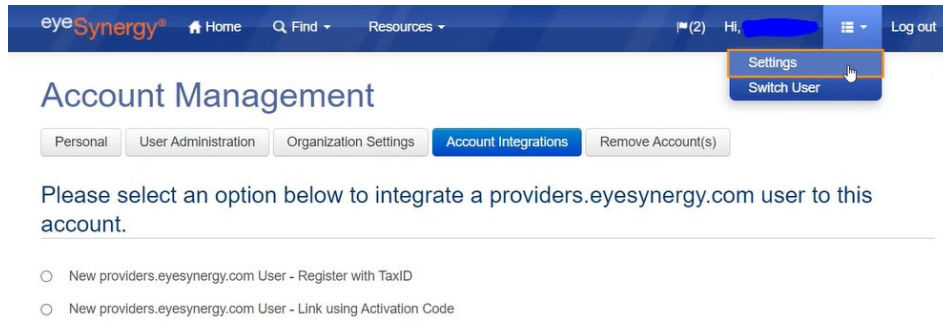 eyeSynergy® Home Find Resources (2) Hi, Log out
Settings
Switch User
Account Management
Personal User Administration Organization Settings Account Integrations Remove Account(s)
Please select an option below to integrate a providers.eyesynergy.com user to this
account.
New providers.eyesynergy.com User - Register with TaxID
New providers.eyesynergy.com User - Link using Activation Code